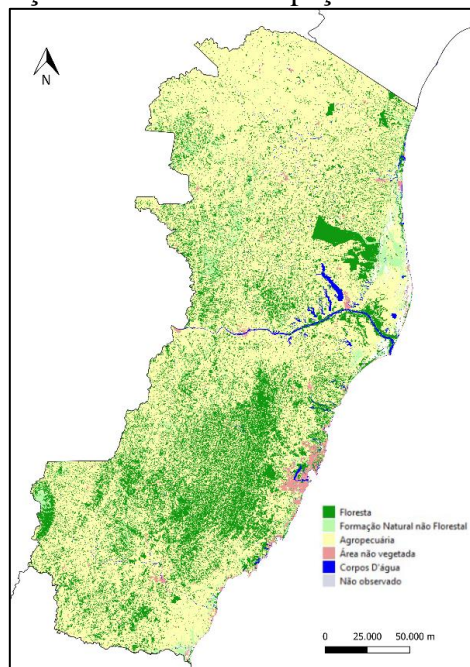 N
Floresta
Formação Natural não Florestal
Agropecuária
Área não vegetada
Corpos D'água
Não observado
0 25.000 50.000 m